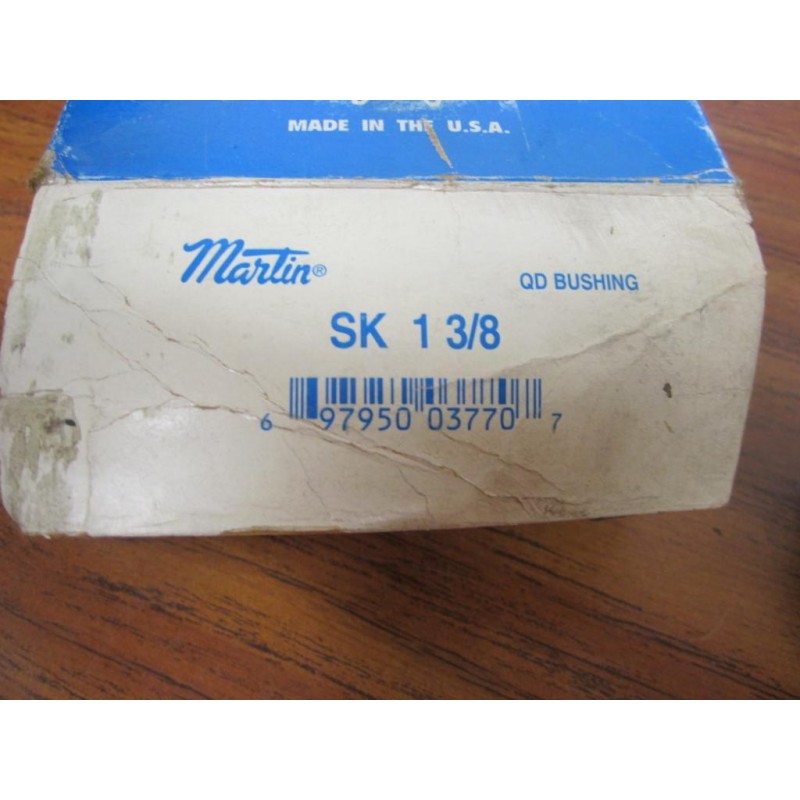 MADE IN THE U.S.A.
Martin®
QD BUSHING
SK 1 3/8
6 97950 03770 7